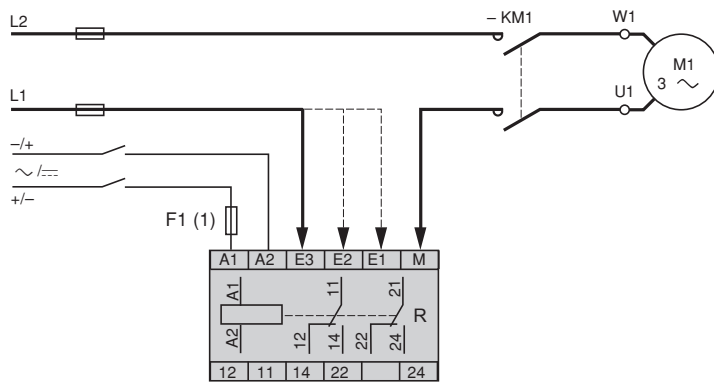 L2
– KM1
W1
M1
3 ~
L1
U1
–/+
~ /⎓
+/–
F1 (1)
A1 A2 E3 E2 E1 M
A1
11
21
R
A2
12
14
22
24
12 11 14 22 24